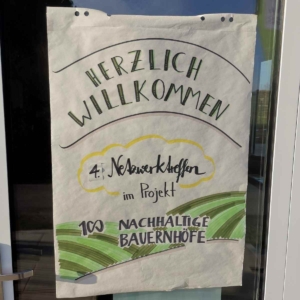 HERZLICH
WILLKOMMEN
4. Netzwerktreffen
im Projekt
100 NACHHALTIGE
BAUERNHÖFE